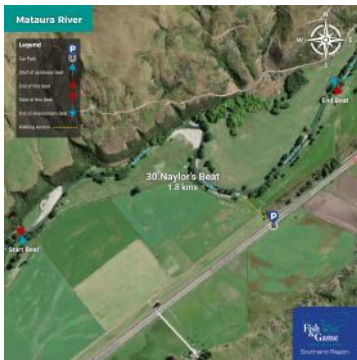 Mataura River
Legend
Car Park
Start of upstream beat
End of this beat
Start of this beat
End of downstream beat
Walking access
N
W
E
S
End Beat
30.Naylor's Beat
1.8 kms
P
Start Beat
Fish
& Game
Southland Region